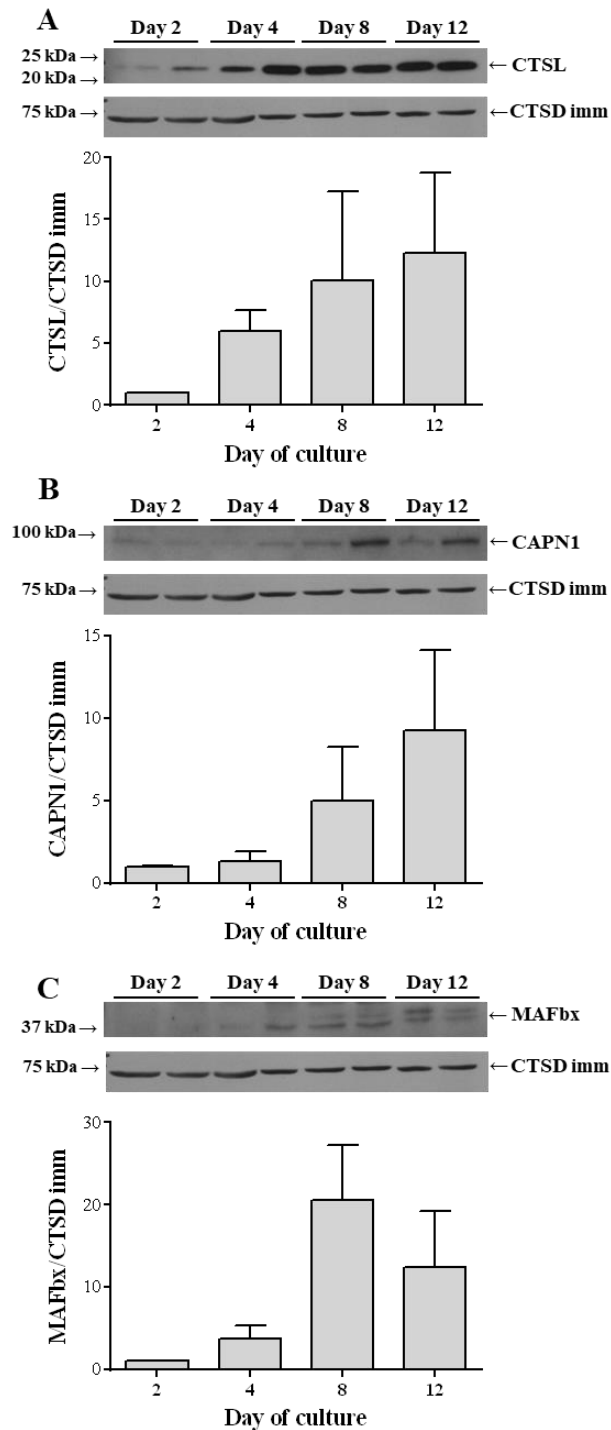 A
Day 2 Day 4 Day 8 Day 12
25 kDa → ← CTSL
20 kDa →
75 kDa → ← CTSD imm
20
15
10
5
0
CTSL/CTSD imm
2 4 8 12
Day of culture
B
Day 2 Day 4 Day 8 Day 12
100 kDa → ← CAPN1
75 kDa → ← CTSD imm
15
10
5
0
CAPN1/CTSD imm
2 4 8 12
Day of culture
C
Day 2 Day 4 Day 8 Day 12
← MAFbx
37 kDa →
75 kDa → ← CTSD imm
30
20
10
0
MAFbx/CTSD imm
2 4 8 12
Day of culture